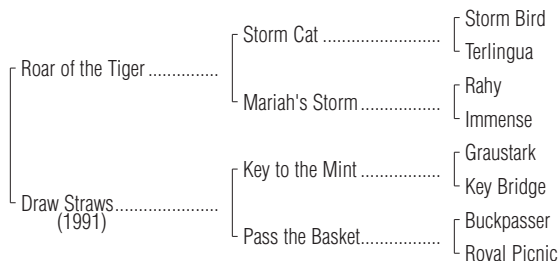 Storm Bird
Storm Cat ........................
Terlingua
Roar of the Tiger ..............
Rahy
Mariah's Storm ................
Immense
Graustark
Key to the Mint ................
Key Bridge
Draw Straws.....................
(1991)
Buckpasser
Pass the Basket................
Royal Picnic